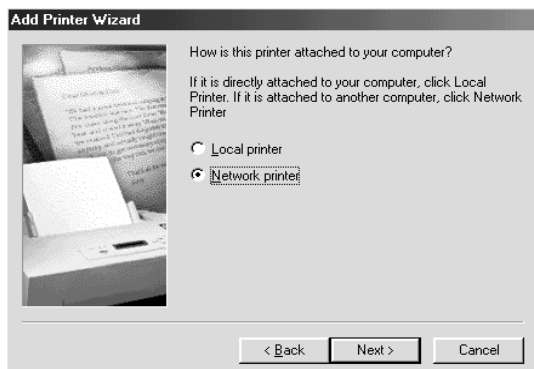 Add Printer Wizard
How is this printer attached to your computer?
If it is directly attached to your computer, click Local
Printer. If it is attached to another computer, click Network
Printer
Local printer
Network printer
< Back
Next >
Cancel